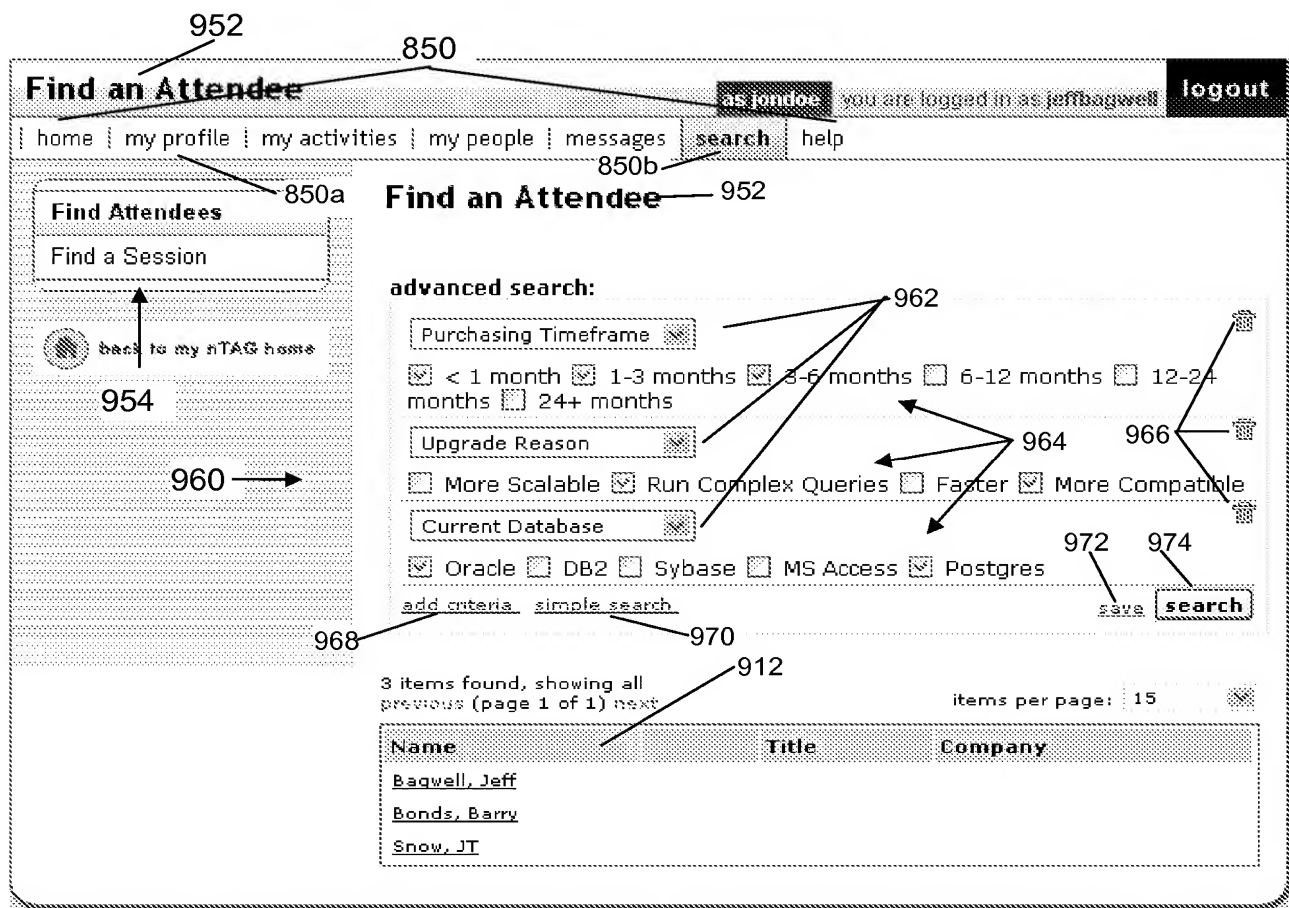 952
850
Find an Attendee
as jondoe you are logged in as jeffbagwell logout
home my profile my activities my people messages search help
850b
850a
Find Attendees
Find a Session
back to my nTAG home
954
960
Find an Attendee 952
advanced search:
962
Purchasing Timeframe
< 1 month 1-3 months 3-6 months 6-12 months 12-24
months 24+ months
Upgrade Reason
964 966
More Scalable Run Complex Queries Faster More Compatible
Current Database
972 974
Oracle DB2 Sybase MS Access Postgres
add criteria simple search save search
968 970
912
3 items found, showing all
previous (page 1 of 1) next items per page: 15
Name Title Company
Bagwell, Jeff
Bonds, Barry
Snow, JT